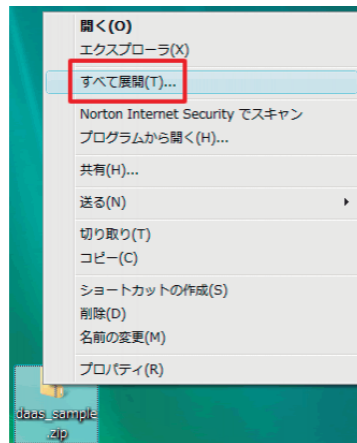 開く(O)
エクスプローラ(X)
すべて展開(T)...
Norton Internet Security でスキャン
プログラムから開く(H)...
共有(H)...
送る(N)
切り取り(T)
コピー(C)
ショートカットの作成(S)
削除(D)
名前の変更(M)
プロパティ(R)
daas_sample
.zip